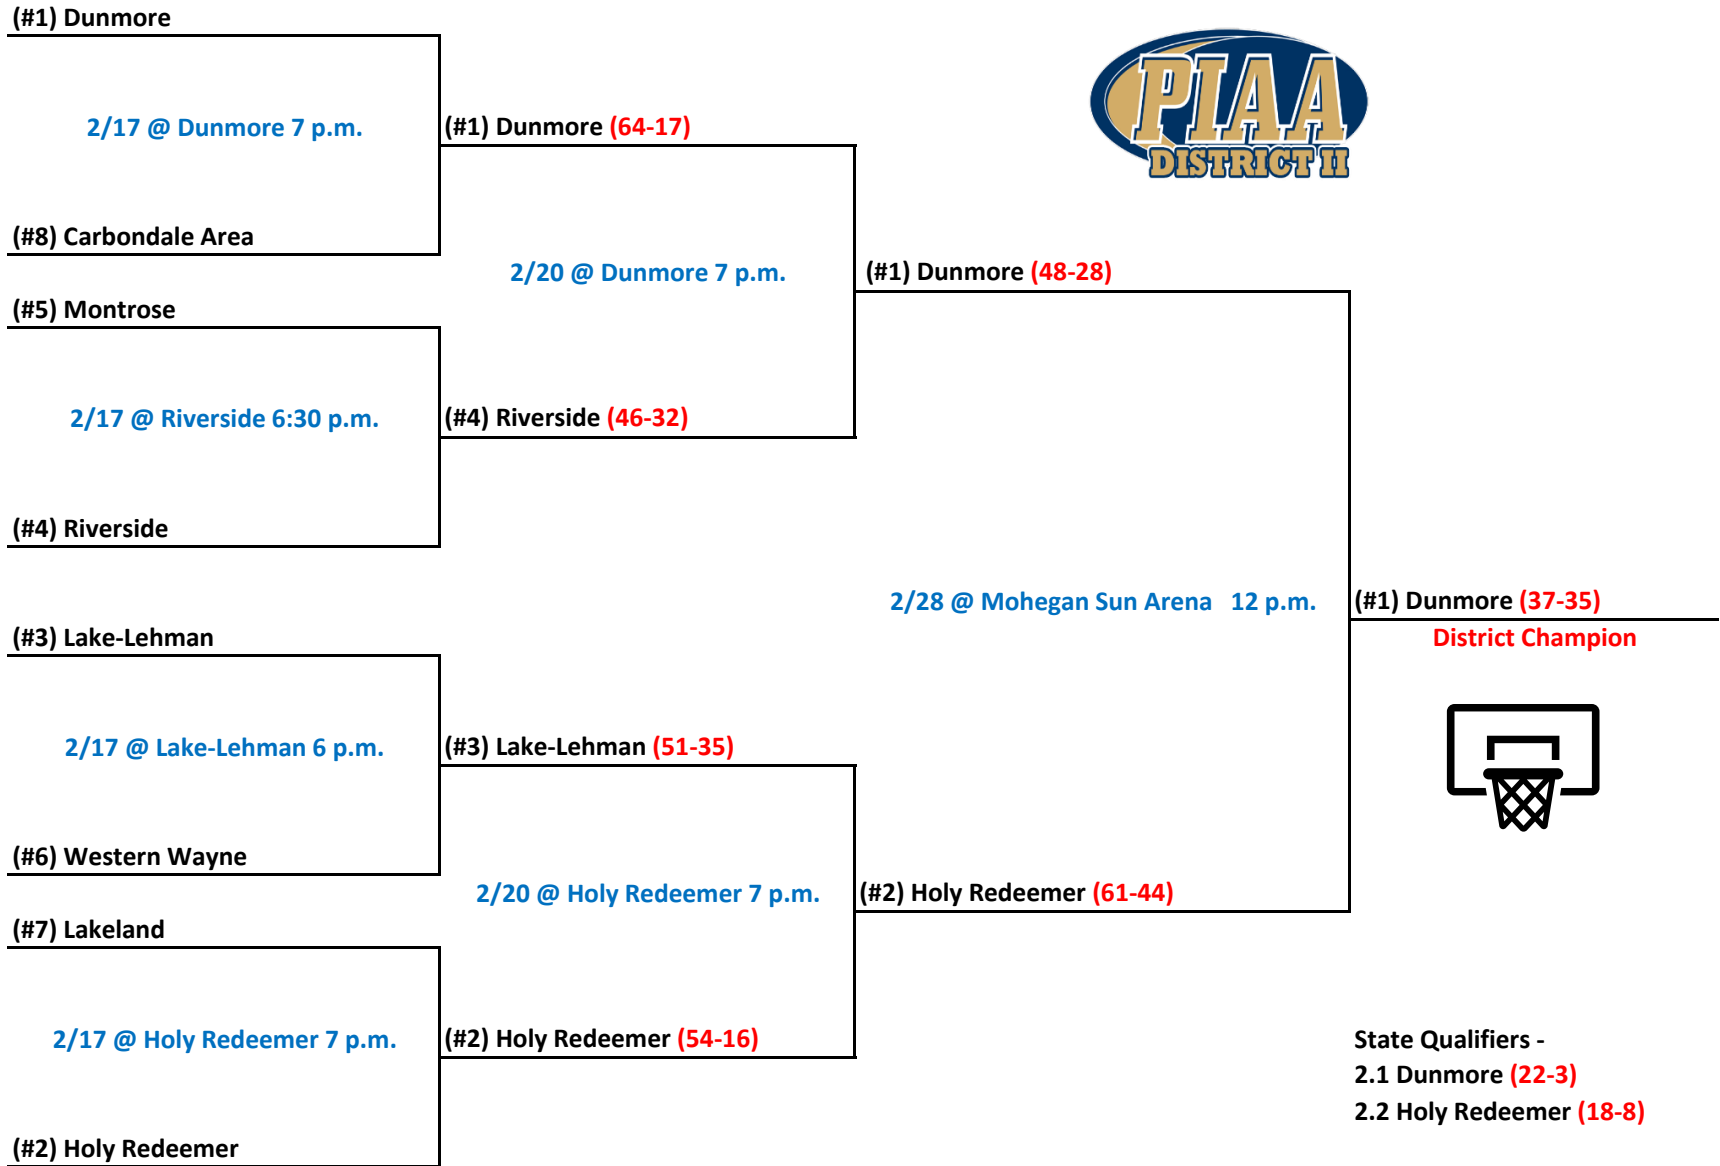 (#1) Dunmore
PIAA
DISTRICT II
2/17 @ Dunmore 7 p.m.
(#1) Dunmore (64-17)
(#8) Carbondale Area
2/20 @ Dunmore 7 p.m.
(#1) Dunmore (48-28)
(#5) Montrose
2/17 @ Riverside 6:30 p.m.
(#4) Riverside (46-32)
(#4) Riverside
2/28 @ Mohegan Sun Arena 12 p.m.
(#1) Dunmore (37-35)
District Champion
(#3) Lake-Lehman
2/17 @ Lake-Lehman 6 p.m.
(#3) Lake-Lehman (51-35)
(#6) Western Wayne
2/20 @ Holy Redeemer 7 p.m.
(#2) Holy Redeemer (61-44)
(#7) Lakeland
2/17 @ Holy Redeemer 7 p.m.
(#2) Holy Redeemer (54-16)
(#2) Holy Redeemer
State Qualifiers -
2.1 Dunmore (22-3)
2.2 Holy Redeemer (18-8)